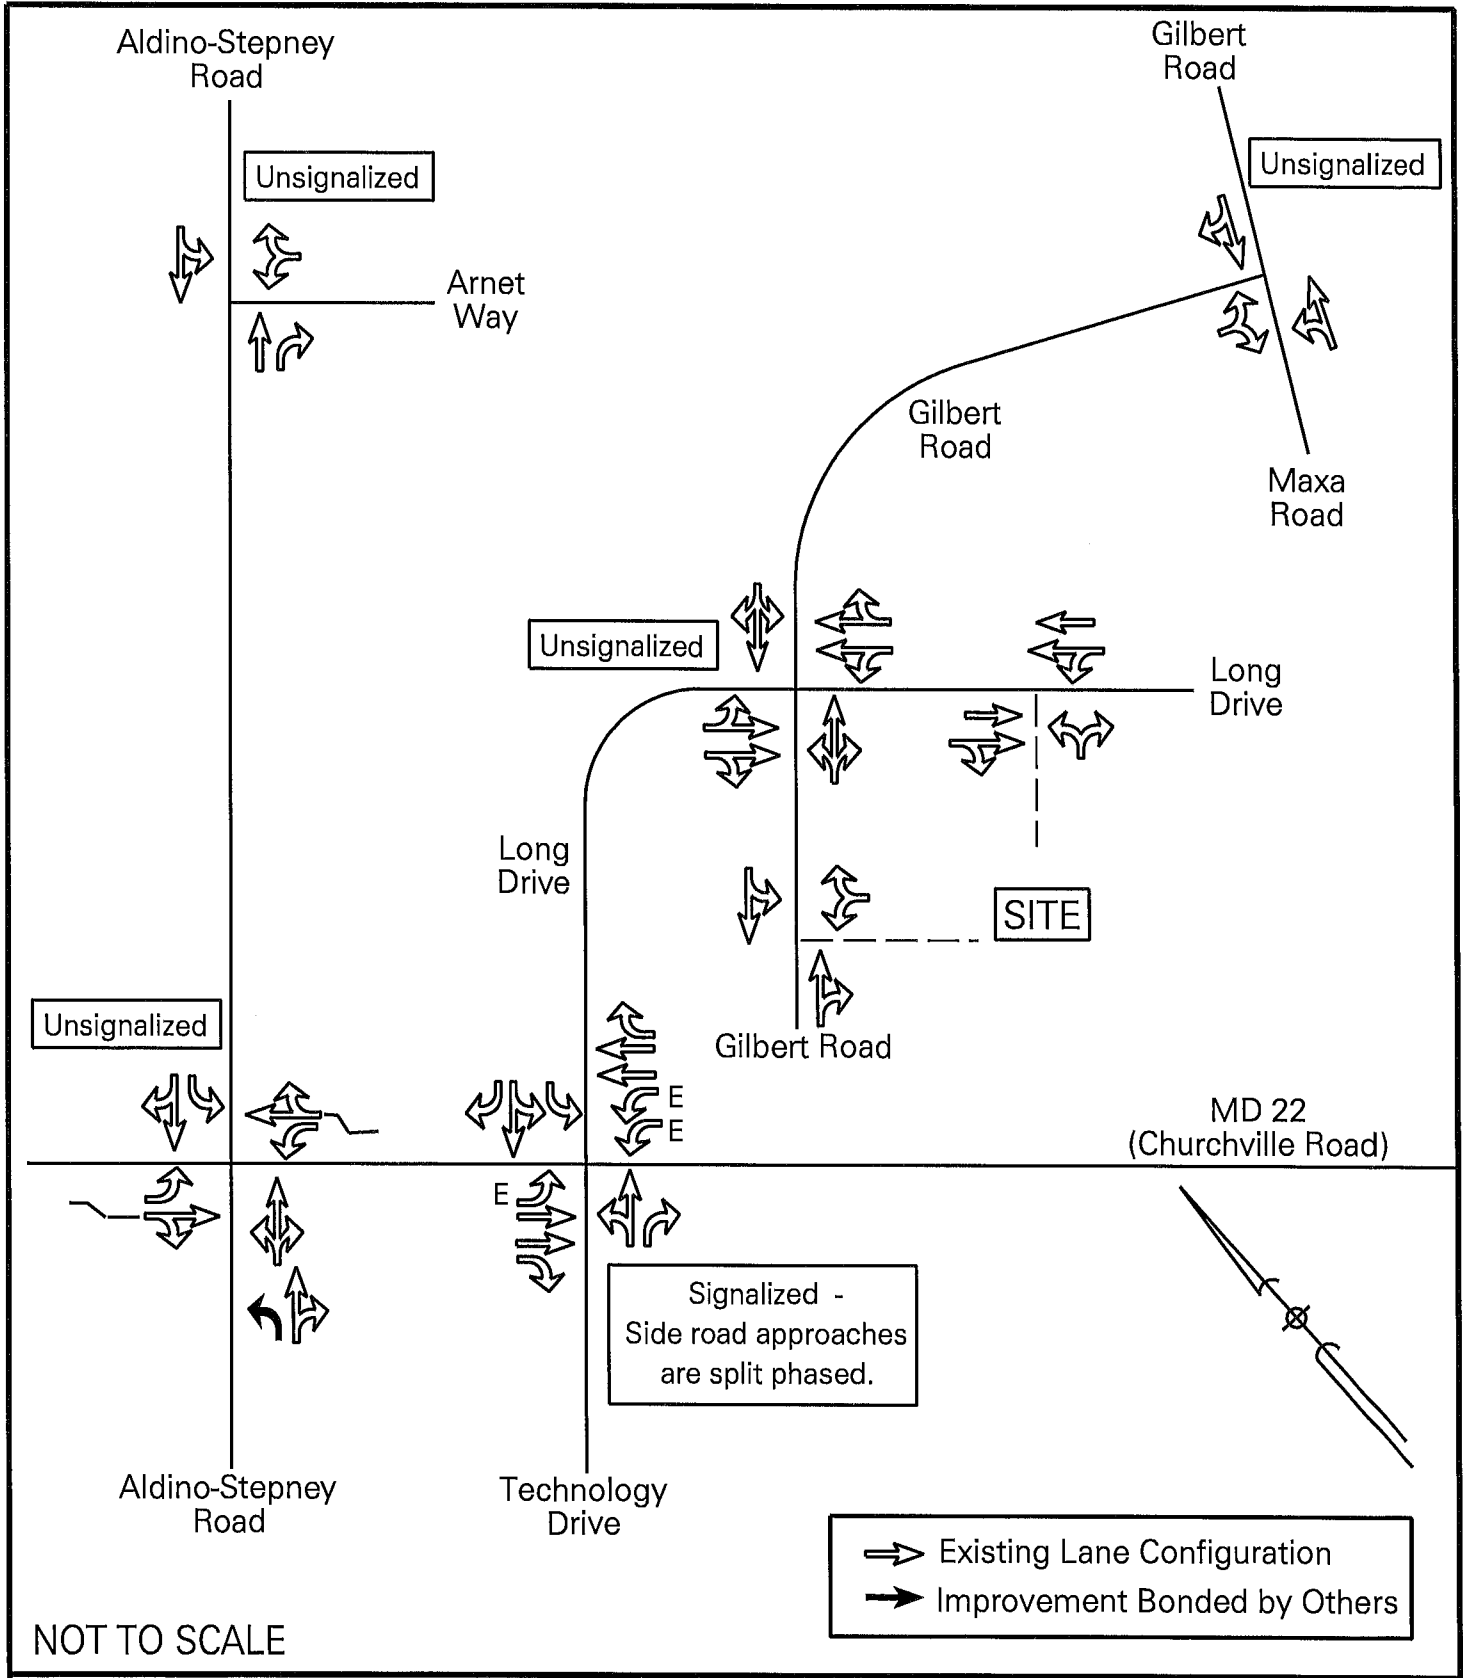 Aldino-Stepney
Road
Gilbert
Road
Unsignalized
Unsignalized
Arnet
Way
Gilbert
Road
Maxa
Road
Unsignalized
Long
Drive
Long
Drive
SITE
Unsignalized
Gilbert Road
E
E
MD 22
(Churchville Road)
E
Signalized -
Side road approaches
are split phased.
Aldino-Stepney
Road
Technology
Drive
Existing Lane Configuration
Improvement Bonded by Others
NOT TO SCALE